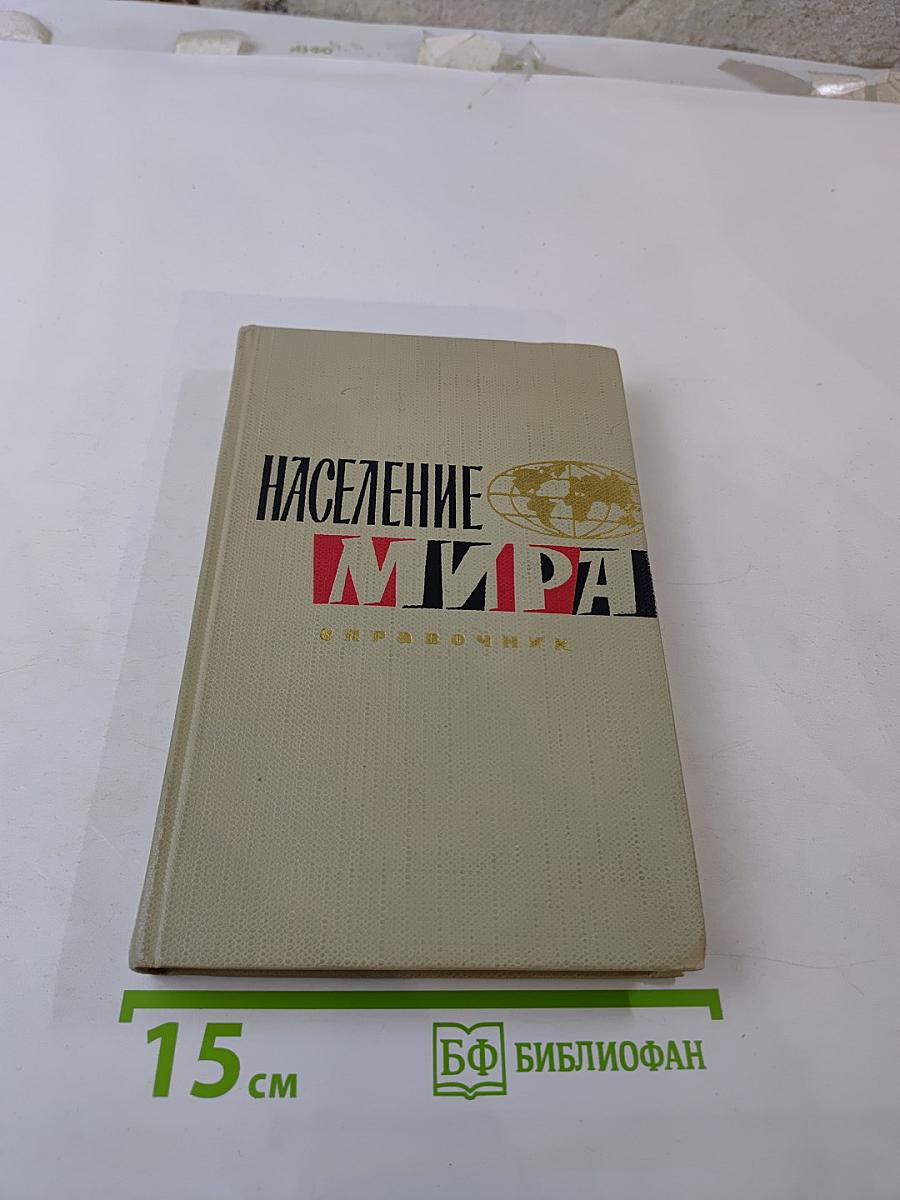 НАСЕЛЕНИЕ
МИРА
СПРАВОЧНИК
15 см
БФ БИБЛИОФАН